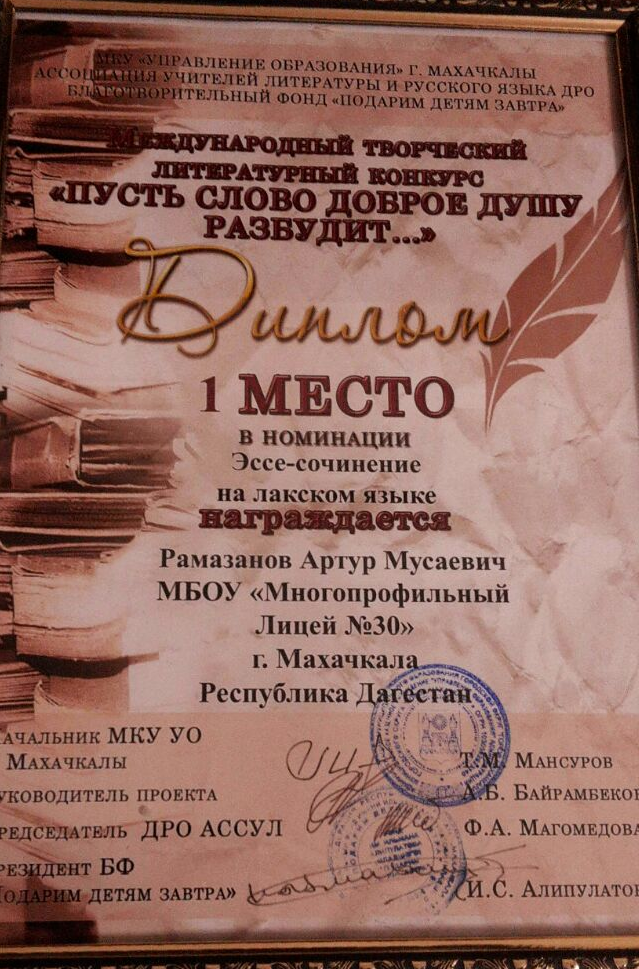 МКУ «УПРАВЛЕНИЕ ОБРАЗОВАНИЯ» Г. МАХАЧКАЛЫ
АССОЦИАЦИЯ УЧИТЕЛЕЙ ЛИТЕРАТУРЫ И РУССКОГО ЯЗЫКА ДРО
БЛАГОТВОРИТЕЛЬНЫЙ ФОНД «ПОДАРИМ ДЕТЯМ ЗАВТРА»
МЕЖДУНАРОДНЫЙ ТВОРЧЕСКИЙ
ЛИТЕРАТУРНЫЙ КОНКУРС
«ПУСТЬ СЛОВО ДОБРОЕ ДУШУ
РАЗБУДИТ...»
Диплом
1 МЕСТО
В НОМИНАЦИИ
Эссе-сочинение
на лакском языке
награждается
Рамазанов Артур Мусаевич
МБОУ «Многопрофильный
Лицей №30»
г. Махачкала
Республика Дагестан
АЧАЛЬНИК МКУ УО
МАХАЧКАЛЫ Т.М. МАНСУРОВ
УКОВОДИТЕЛЬ ПРОЕКТА А.Б. БАЙРАМБЕКОВ
РЕДСЕДАТЕЛЬ ДРО АССУЛ Ф.А. МАГОМЕДОВА
РЕЗИДЕНТ БФ
ПОДАРИМ ДЕТЯМ ЗАВТРА» И.С. АЛИПУЛАТОВ